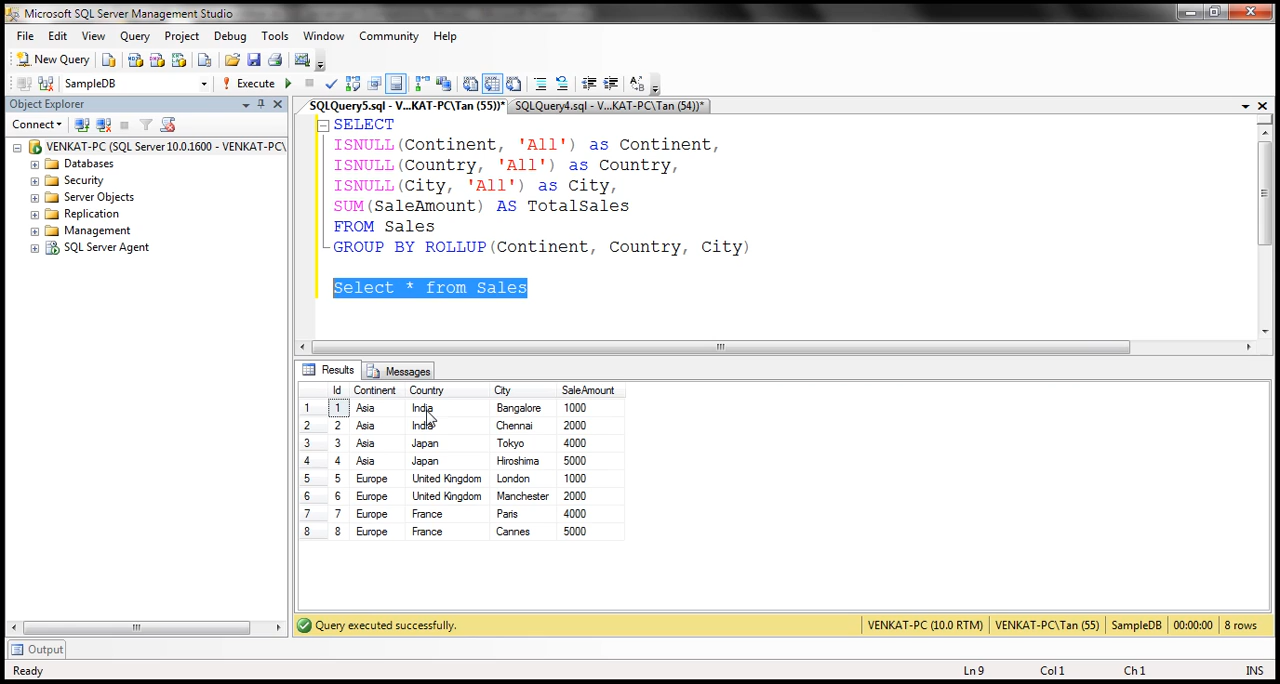 Microsoft SQL Server Management Studio
File Edit View Query Project Debug Tools Window Community Help
New Query
SampleDB Execute
Object Explorer
Connect
VENKAT-PC (SQL Server 10.0.1600 - VENKAT-PC\
Databases
Security
Server Objects
Replication
Management
SQL Server Agent
SQLQuery5.sql - V...KAT-PC\Tan (55))* SQLQuery4.sql - V...KAT-PC\Tan (54))*
SELECT
ISNULL(Continent, 'All') as Continent,
ISNULL(Country, 'All') as Country,
ISNULL(City, 'All') as City,
SUM(SaleAmount) AS TotalSales
FROM Sales
GROUP BY ROLLUP(Continent, Country, City)
Select * from Sales
Results Messages
Id Continent Country City SaleAmount
1 1 Asia India Bangalore 1000
2 2 Asia India Chennai 2000
3 3 Asia Japan Tokyo 4000
4 4 Asia Japan Hiroshima 5000
5 5 Europe United Kingdom London 1000
6 6 Europe United Kingdom Manchester 2000
7 7 Europe France Paris 4000
8 8 Europe France Cannes 5000
Query executed successfully. VENKAT-PC (10.0 RTM) VENKAT-PC\Tan (55) SampleDB 00:00:00 8 rows
Output
Ready Ln 9 Col 1 Ch 1 INS